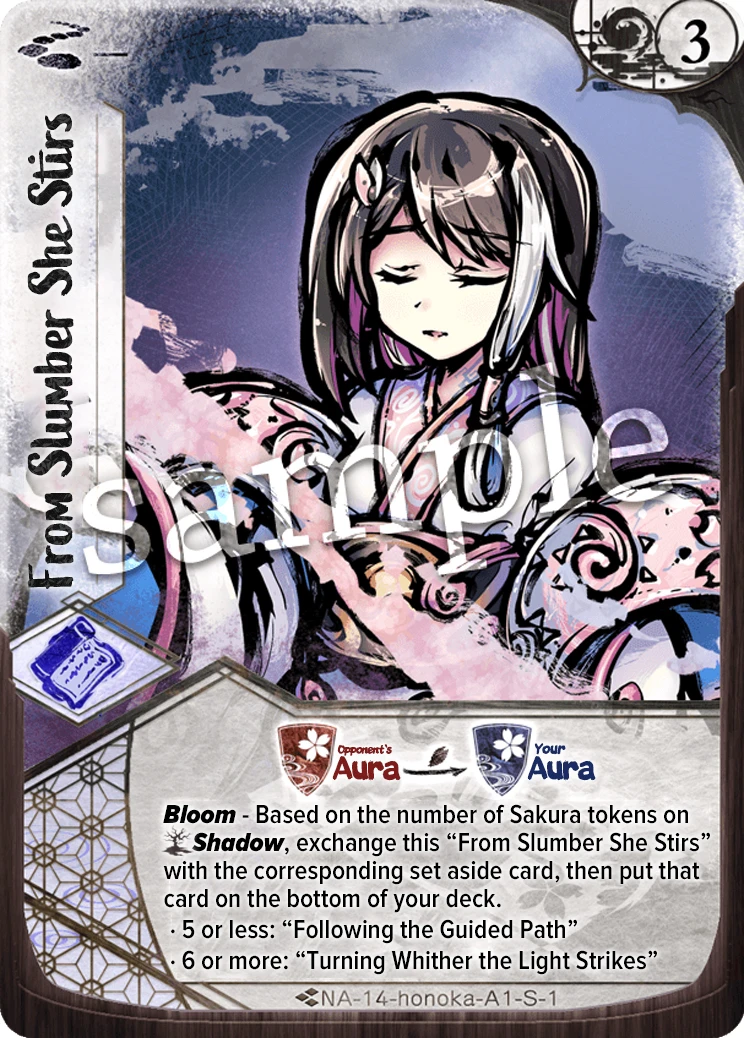 3
From Slumber She Stirs
sample
Opponent's
Aura
Your
Aura
Bloom - Based on the number of Sakura tokens on
Shadow, exchange this “From Slumber She Stirs”
with the corresponding set aside card, then put that
card on the bottom of your deck.
· 5 or less: “Following the Guided Path”
· 6 or more: “Turning Whither the Light Strikes”
NA-14-honoka-A1-S-1